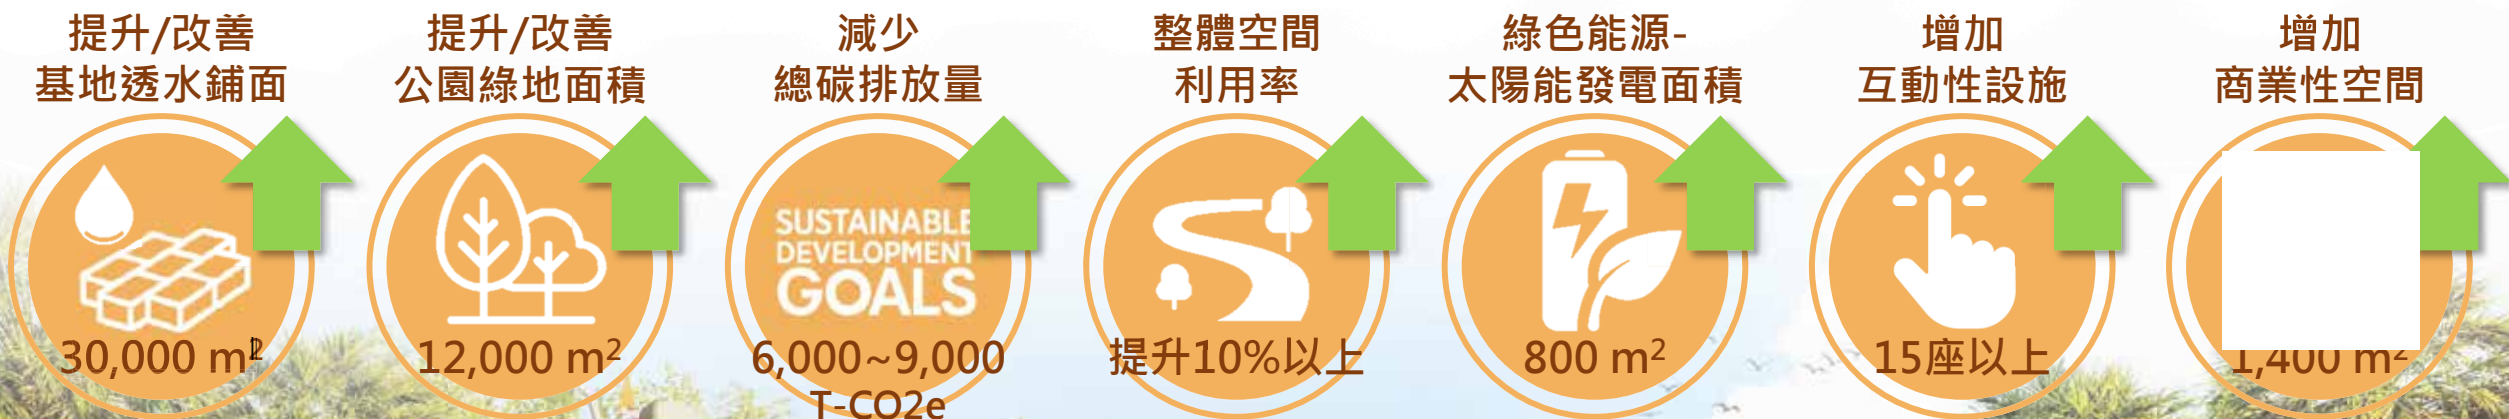 提升/改善
基地透水鋪面
30,000 m²
提升/改善
公園綠地面積
12,000 m²
減少
總碳排放量
SUSTAINABLE
DEVELOPMENT
GOALS
6,000~9,000
T-CO2e
整體空間
利用率
提升10%以上
綠色能源-
太陽能發電面積
800 m²
增加
互動性設施
15座以上
增加
商業性空間
1,400 m²